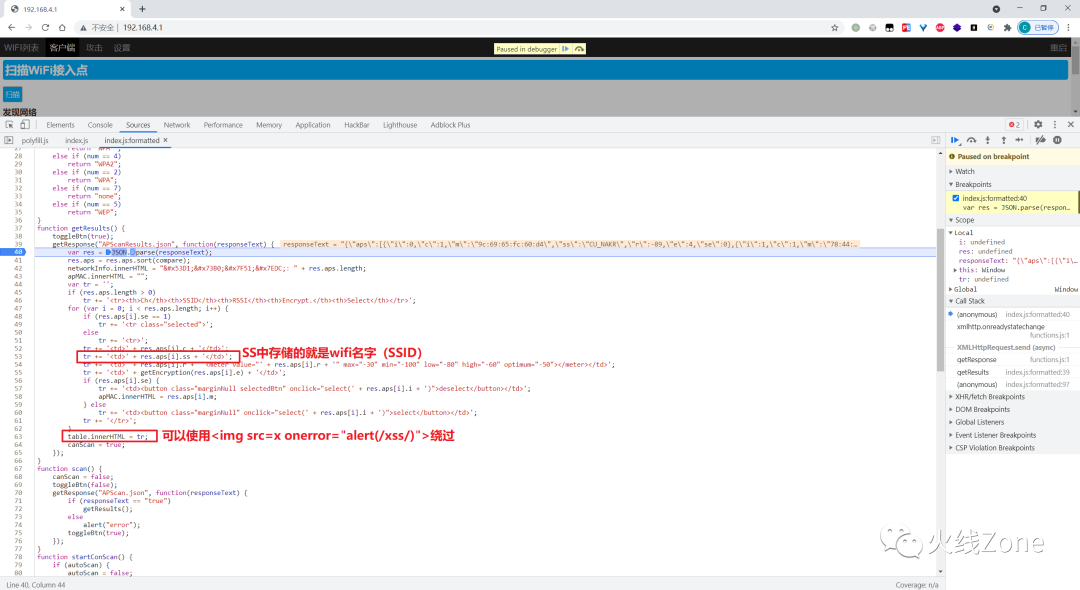 192.168.4.1
不安全 | 192.168.4.1
已暂停
WIFI列表 客户端 攻击 设置 重启
Paused in debugger
扫描WiFi接入点
扫描
发现网络
Elements Console Sources Network Performance Memory Application HackBar Lighthouse Adblock Plus 2
polyfill.js index.js index.js:formatted ×
27 return "WPA*";
28 else if (num == 4)
29 return "WPA2";
30 else if (num == 2)
31 return "WPA";
32 else if (num == 7)
33 return "none";
34 else if (num == 5)
35 return "WEP";
36 }
37 function getResults() {
38 toggleBtn(true);
39 getResponse("APScanResults.json", function(responseText) { responseText = "{\"aps\":[{\"i\":0,\"c\":1,\"m\":\"9c:69:65:fc:60:d4\",\"ss\":\"CU_NAKR\",\"r\":-89,\"e\":4,\"se\":0},{\"i\":1,\"c\":1,\"m\":\"78:44:…
40 var res = JSON.parse(responseText);
41 res.aps = res.aps.sort(compare);
42 networkInfo.innerHTML = "&#x53D1;&#x73B0;&#x7F51;&#x7EDC;: " + res.aps.length;
43 apMAC.innerHTML = "";
44 var tr = '';
45 if (res.aps.length > 0)
46 tr += '<tr><th>Ch</th><th>SSID</th><th>RSSI</th><th>Encrypt.</th><th>Select</th></tr>';
47 for (var i = 0; i < res.aps.length; i++) {
48 if (res.aps[i].se == 1)
49 tr += '<tr class="selected">';
50 else
51 tr += '<tr>';
52 tr += '<td>' + res.aps[i].c + '</td>';
53 tr += '<td>' + res.aps[i].ss + '</td>';
SS中存储的就是wifi名字（SSID）
54 tr += '<td>' + res.aps[i].r + ' <meter value="' + res.aps[i].r + '" max="-30" min="-100" low="-80" high="-60" optimum="-50"></meter></td>';
55 tr += '<td>' + getEncryption(res.aps[i].e) + '</td>';
56 if (res.aps[i].se) {
57 tr += '<td><button class="marginNull selectedBtn" onclick="select(' + res.aps[i].i + ')">deselect</button></td>';
58 apMAC.innerHTML = res.aps[i].m;
59 } else
60 tr += '<td><button class="marginNull" onclick="select(' + res.aps[i].i + ')">select</button></td>';
61 tr += '</tr>';
62 }
63 table.innerHTML = tr;
可以使用<img src=x onerror="alert(/xss/)">绕过
64 canScan = true;
65 });
66 }
67 function scan() {
68 canScan = false;
69 toggleBtn(false);
70 getResponse("APScan.json", function(responseText) {
71 if (responseText == "true")
72 getResults();
73 else
74 alert("error");
75 toggleBtn(true);
76 });
77 }
78 function startConScan() {
79 if (autoScan) {
80 autoScan = false;
Line 40, Column 44
Coverage: n/a
Paused on breakpoint
Watch
Breakpoints
index.js:formatted:40
var res = JSON.parse(respon…
Scope
Local
i: undefined
res: undefined
responseText: "{\"aps\":[{\"i…
this: Window
tr: undefined
Global Window
Call Stack
(anonymous) index.js:formatted:40
xmlhttp.onreadystatechange
functions.js:1
XMLHttpRequest.send (async)
getResponse functions.js:1
getResults index.js:formatted:39
(anonymous) index.js:formatted:97
XHR/fetch Breakpoints
DOM Breakpoints
Global Listeners
Event Listener Breakpoints
CSP Violation Breakpoints
火线Zone